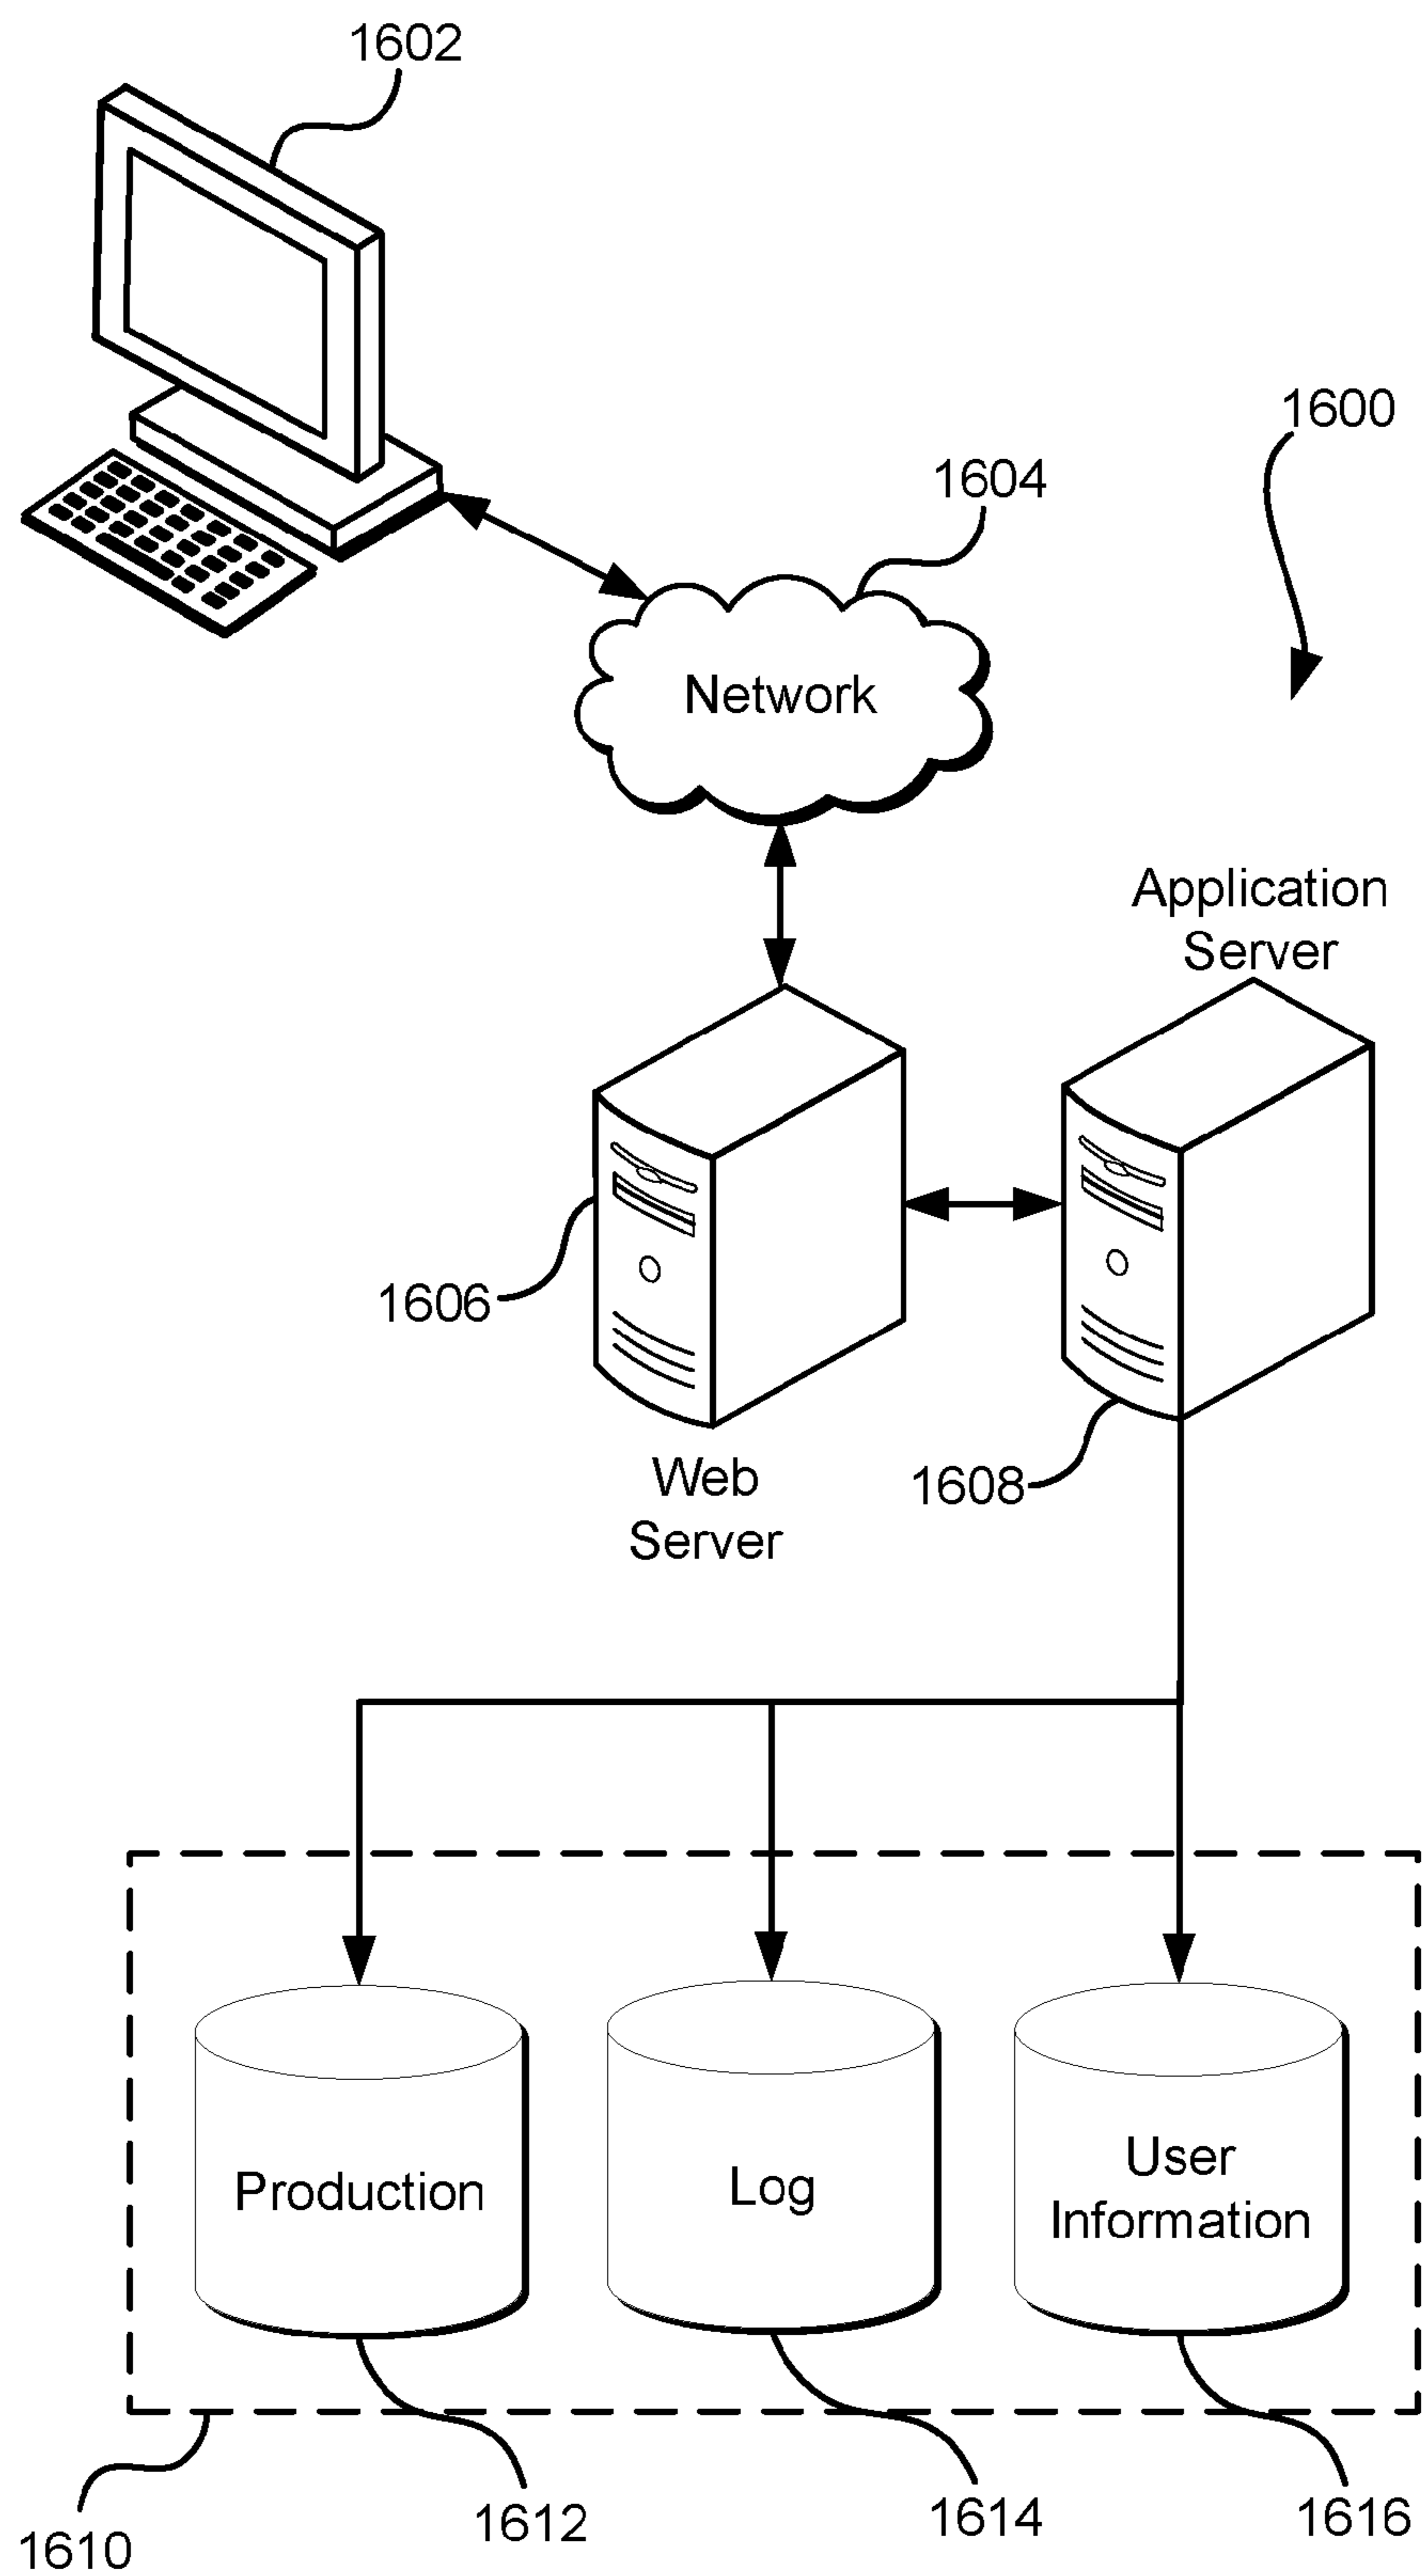 1602
1600
1604
Network
Application
Server
1606
Web
Server
1608
Production
Log
User
Information
1610
1612
1614
1616